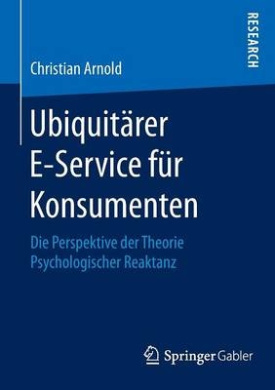 RESEARCH
Christian Arnold
Ubiquitärer
E-Service für
Konsumenten
Die Perspektive der Theorie
Psychologischer Reaktanz
Springer Gabler